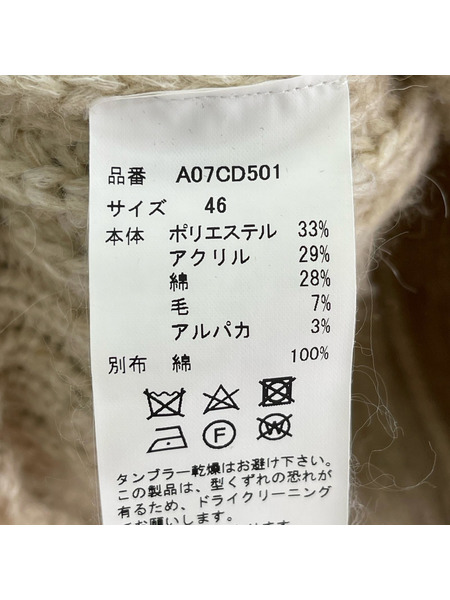 品番 A07CD501
サイズ 46
本体 ポリエステル 33%
アクリル 29%
綿 28%
毛 7%
アルパカ 3%
別布 綿 100%
F W
タンブラー乾燥はお避け下さい。
この製品は、型くずれの恐れが
有るため、ドライクリーニング
でお願いします。